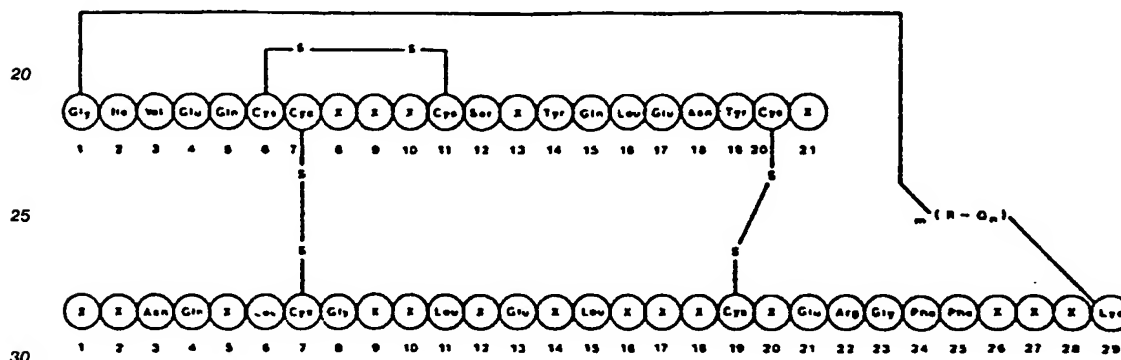 S S
20
Gly Ile Val Glu Gln Cys Cys X X X Cys Ser X Tyr Gln Leu Glu Asn Tyr Cys X
1 2 3 4 5 6 7 8 9 10 11 12 13 14 15 16 17 18 19 20 21
S S
25
m (R-Qn)
S S
X X Asn Gln X Leu Cys Gly X X Leu X Glu X Leu X X X Cys X Glu Arg Gly Phe Phe X X X Lys
1 2 3 4 5 6 7 8 9 10 11 12 13 14 15 16 17 18 19 20 21 22 23 24 25 26 27 28 29
30